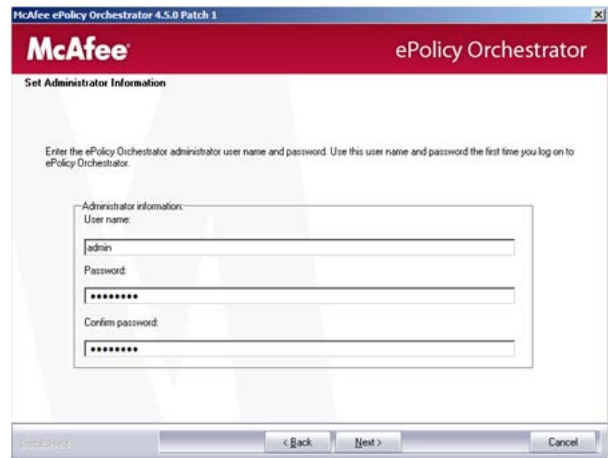 McAfee ePolicy Orchestrator 4.5.0 Patch 1
McAfee
ePolicy Orchestrator
Set Administrator Information
Enter the ePolicy Orchestrator administrator user name and password. Use this user name and password the first time you log on to
ePolicy Orchestrator.
Administrator information:
User name:
admin
Password:
••••••••
Confirm password:
••••••••
InstallShield
< Back
Next >
Cancel